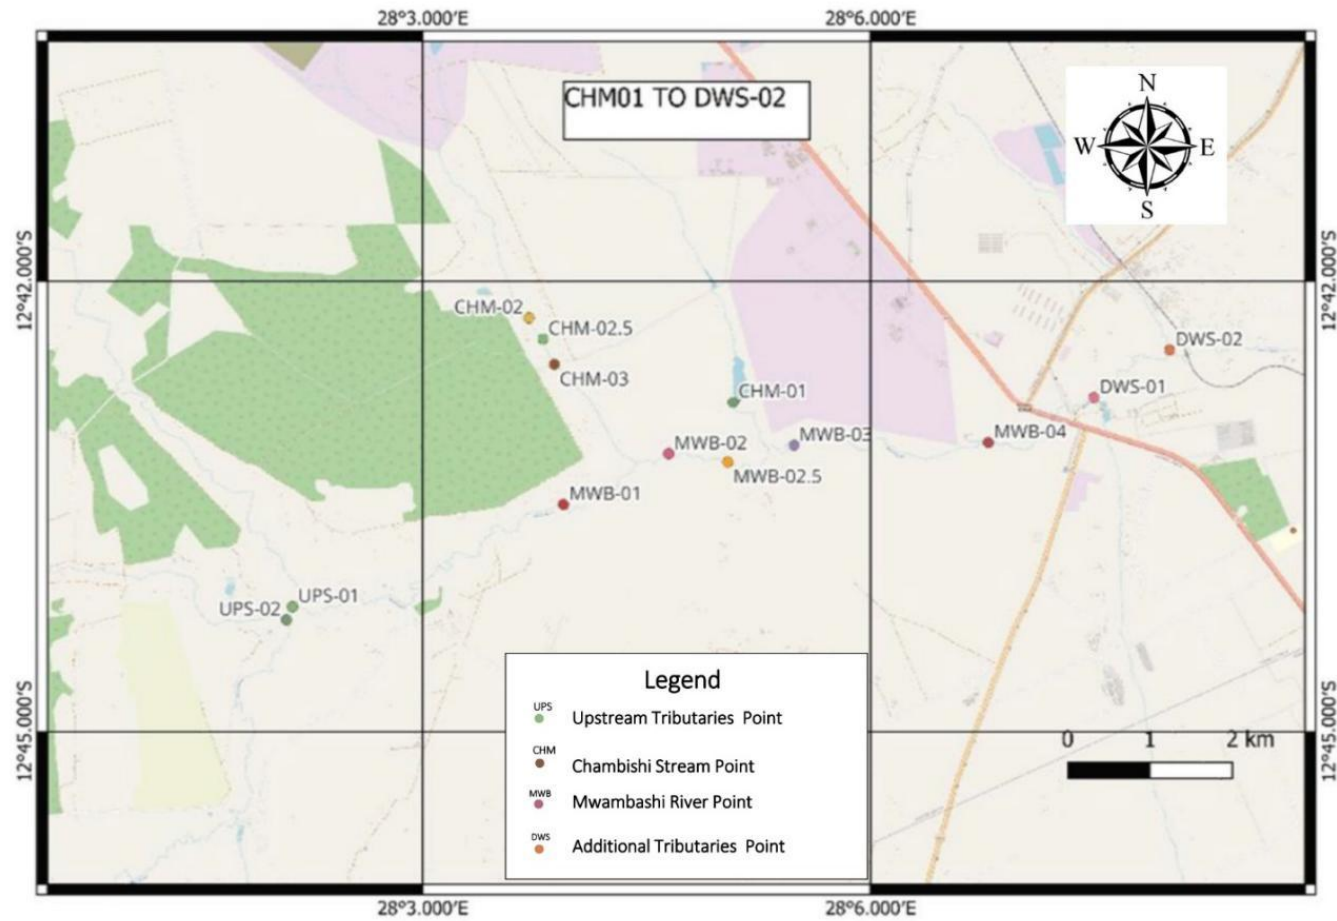 28°3.000'E
28°6.000'E
CHM01 TO DWS-02
N
W
E
S
12°42.000'S
12°42.000'S
CHM-02
CHM-02.5
CHM-03
CHM-01
DWS-02
DWS-01
MWB-02
MWB-03
MWB-04
MWB-02.5
MWB-01
UPS-01
UPS-02
12°45.000'S
12°45.000'S
0 1 2 km
Legend
UPS
Upstream Tributaries Point
CHM
Chambishi Stream Point
MWB
Mwambashi River Point
DWS
Additional Tributaries Point
28°3.000'E
28°6.000'E